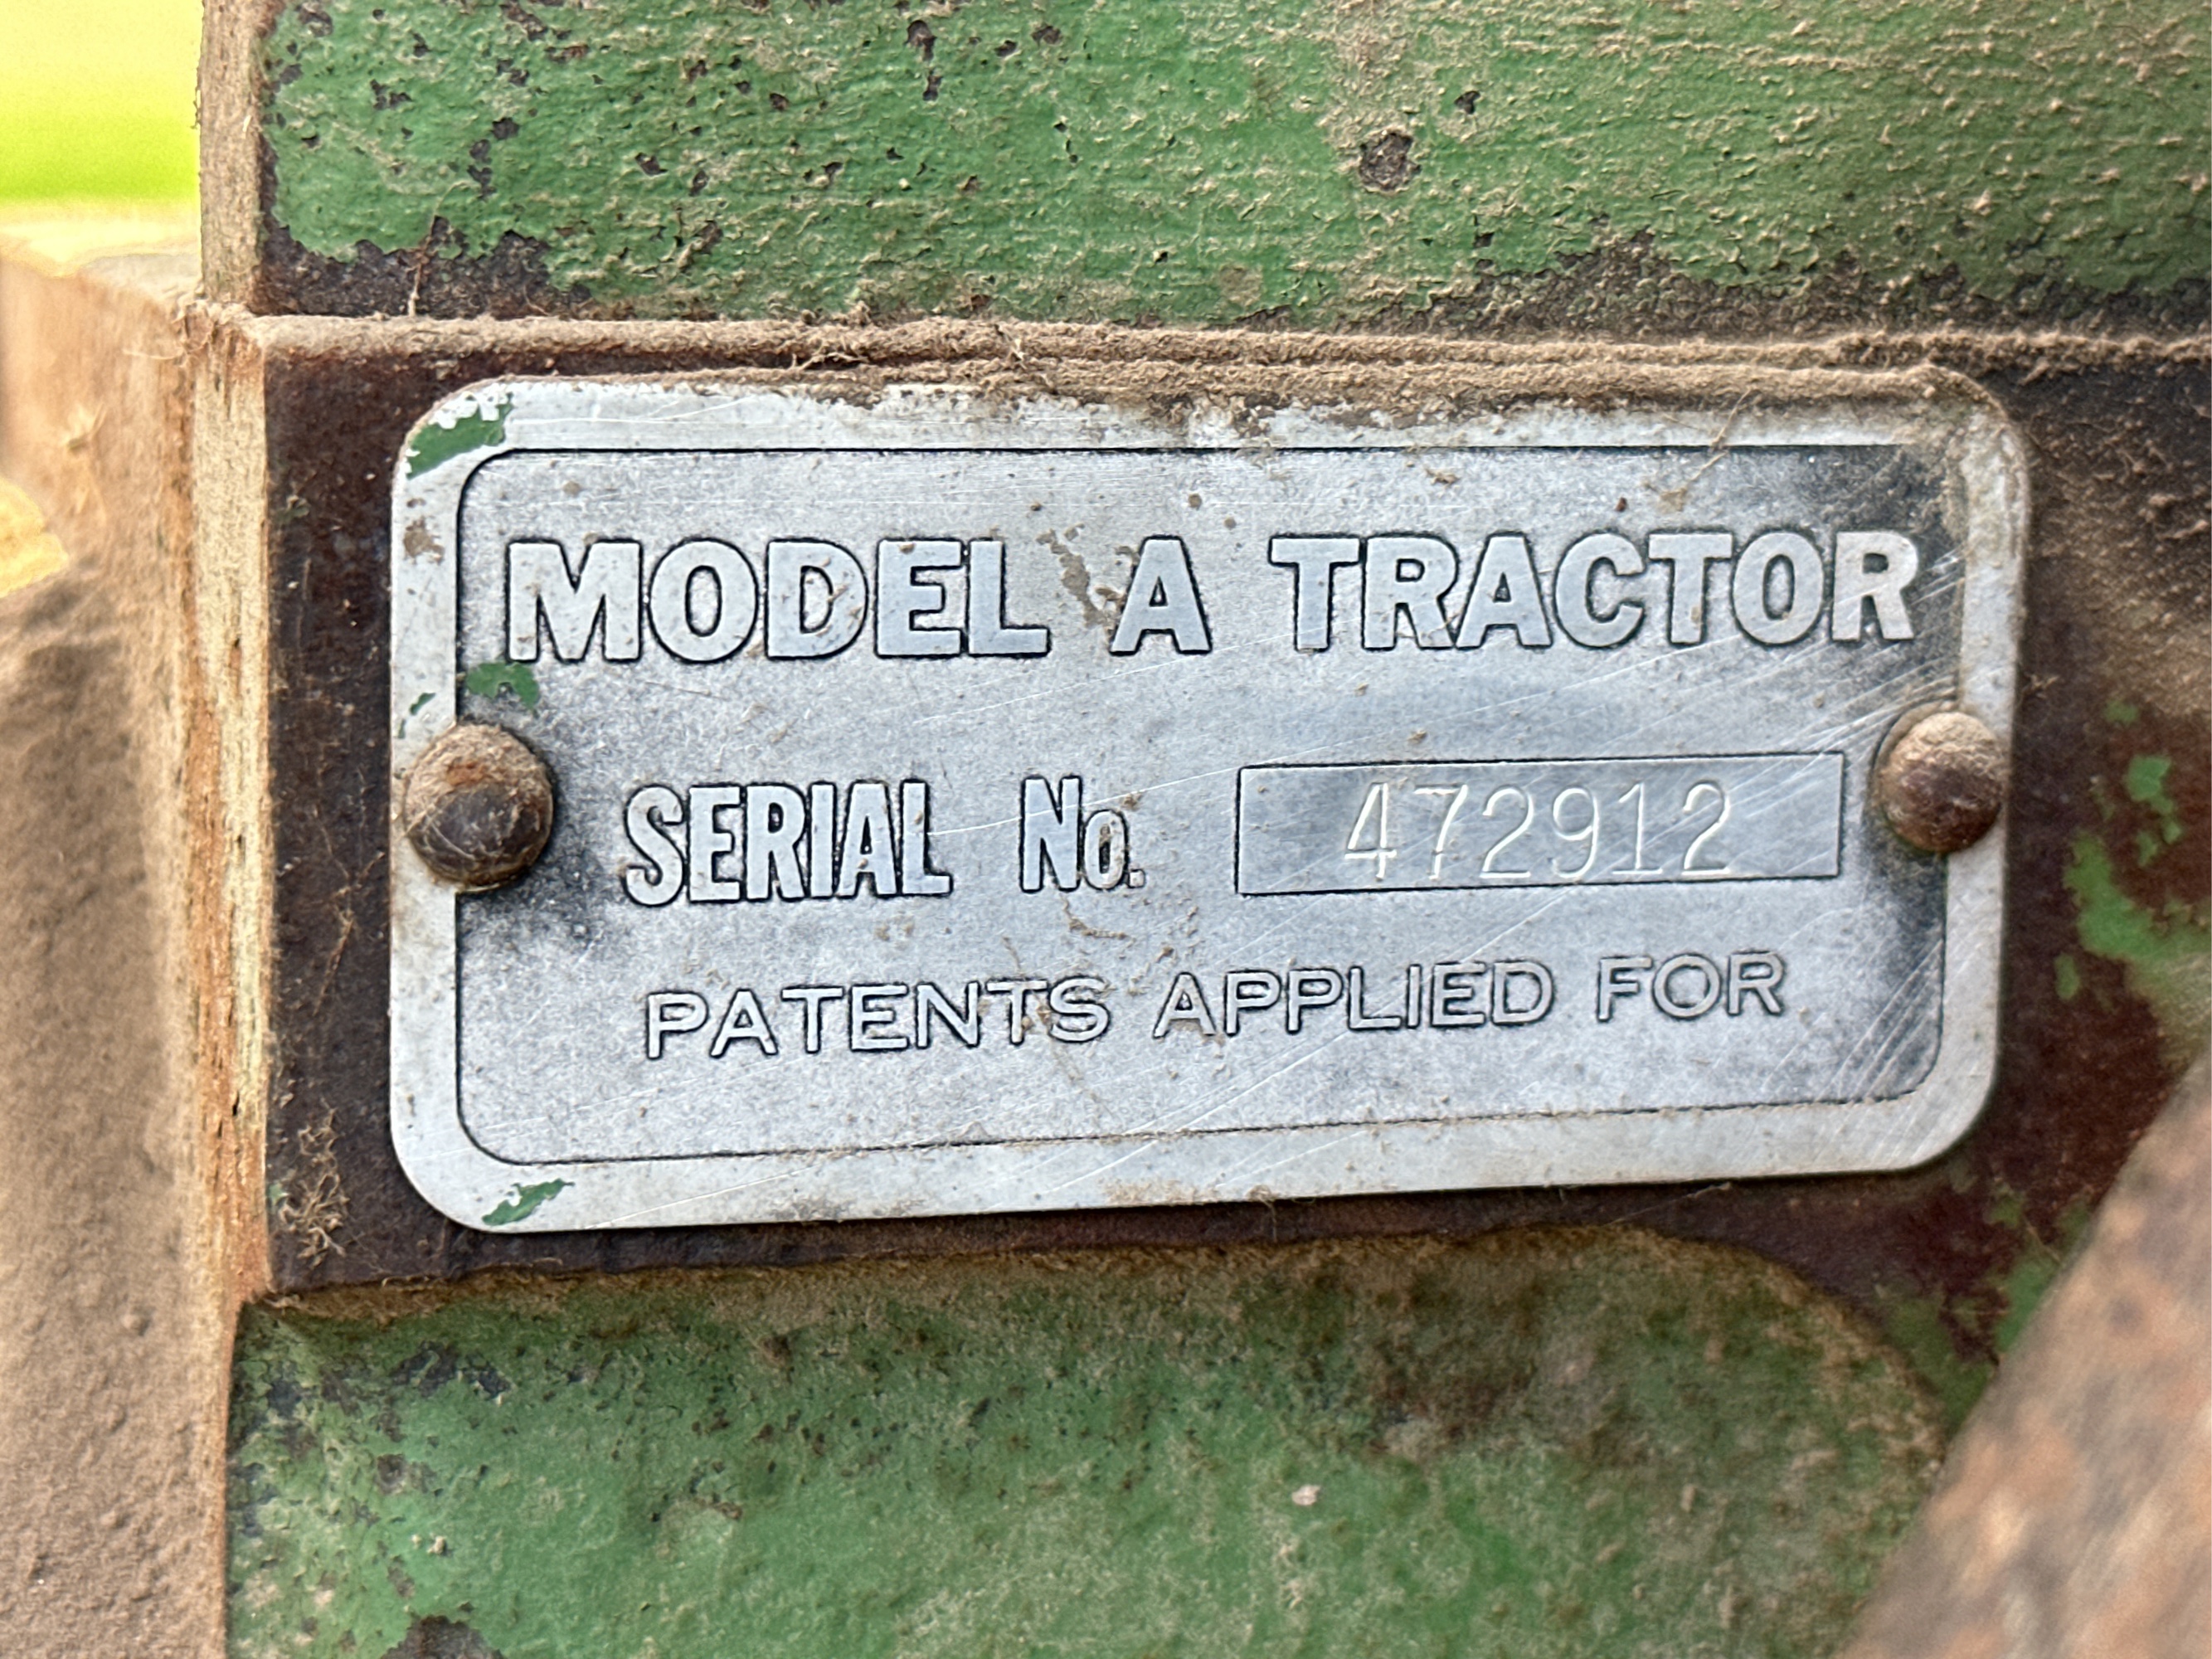 MODEL A TRACTOR
SERIAL No. 472912
PATENTS APPLIED FOR